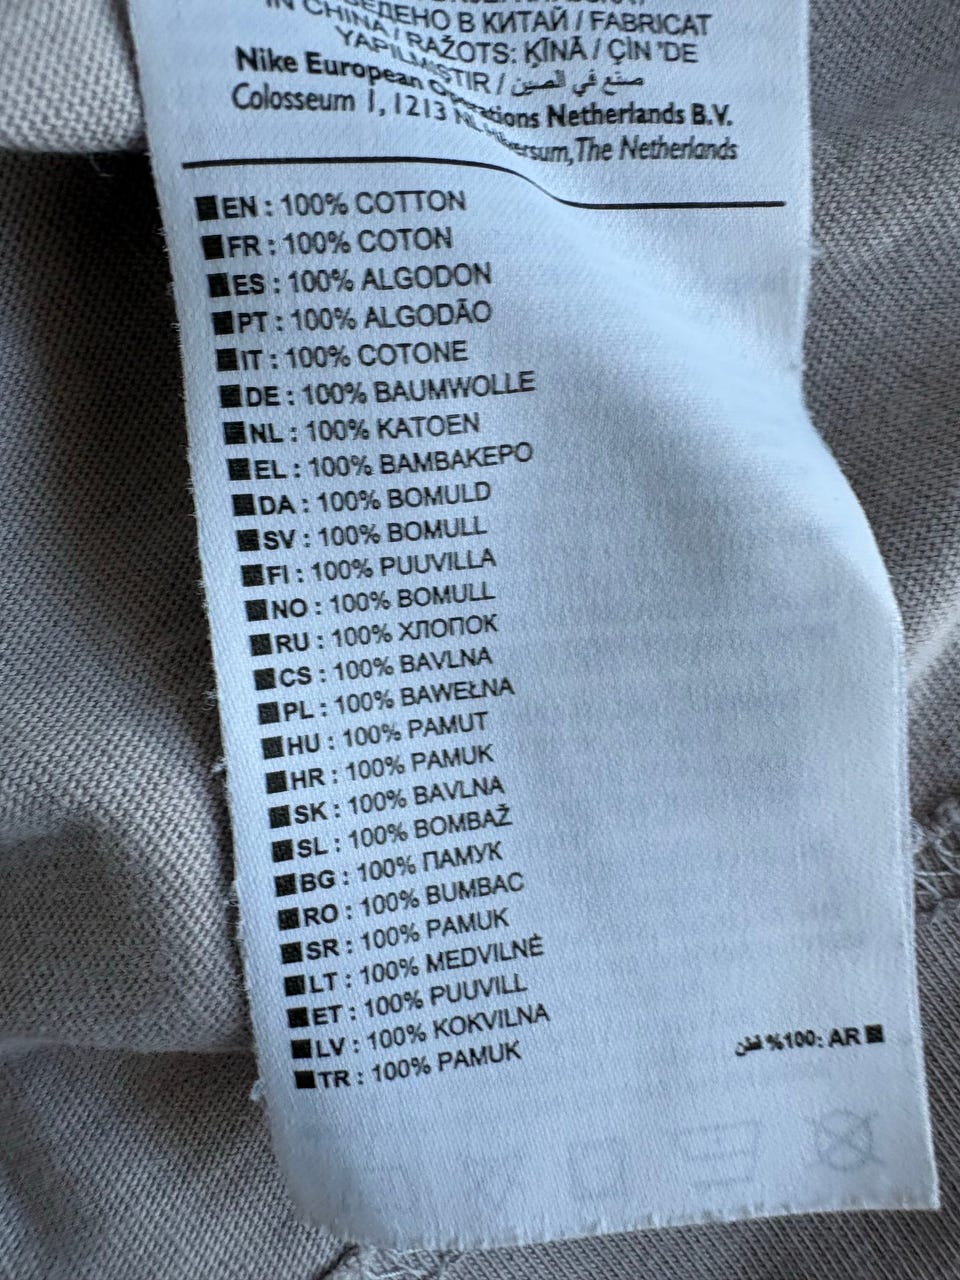 IN CHINA / ВЕДЕНО В КИТАЙ / FABRICAT
YAPILMIŞTIR / RAŽOTS: ĶĪNĀ / ÇİN 'DE
صنع في الصين
Nike European Operations Netherlands B.V.
Colosseum 1, 1213 NL Hilversum, The Netherlands
EN : 100% COTTON
FR : 100% COTON
ES : 100% ALGODON
PT : 100% ALGODÃO
IT : 100% COTONE
DE : 100% BAUMWOLLE
NL : 100% KATOEN
EL : 100% ΒΑΜΒΑΚΕΡΟ
DA : 100% BOMULD
SV : 100% BOMULL
FI : 100% PUUVILLA
NO : 100% BOMULL
RU : 100% ХЛОПОК
CS : 100% BAVLNA
PL : 100% BAWEŁNA
HU : 100% PAMUT
HR : 100% PAMUK
SK : 100% BAVLNA
SL : 100% BOMBAŽ
BG : 100% ПАМУК
RO : 100% BUMBAC
SR : 100% PAMUK
LT : 100% MEDVILNĖ
ET : 100% PUUVILL
LV : 100% KOKVILNA
TR : 100% PAMUK
AR :100% قطن